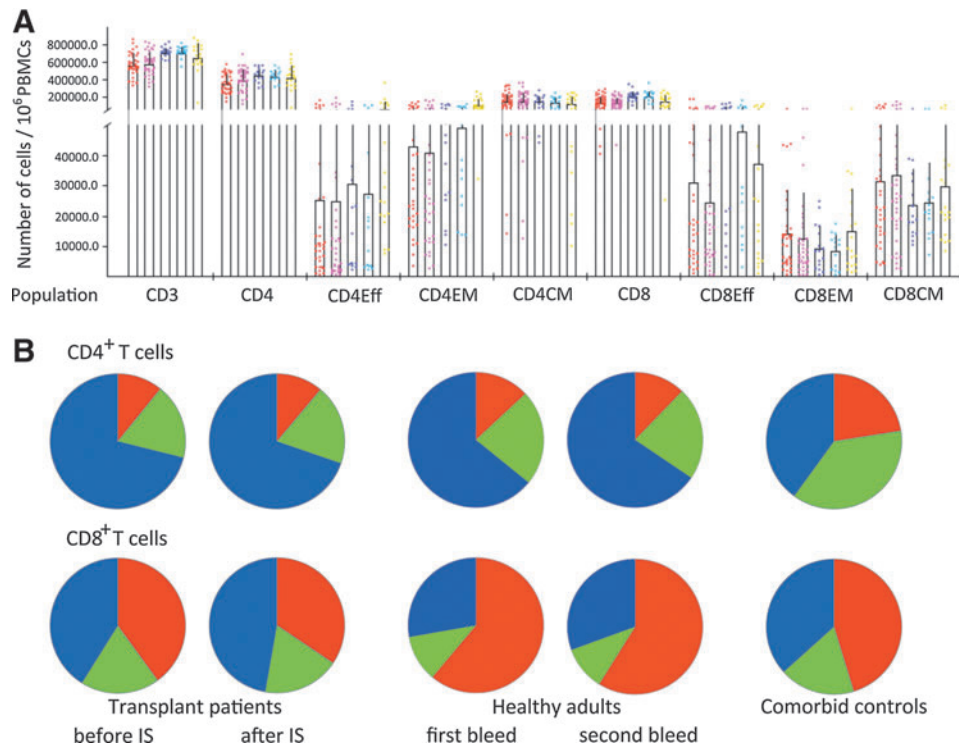 A
Number of cells / 10⁶ PBMCs
800000.0
600000.0
400000.0
200000.0
40000.0
30000.0
20000.0
10000.0
Population CD3 CD4 CD4Eff CD4EM CD4CM CD8 CD8Eff CD8EM CD8CM
B
CD4⁺ T cells
CD8⁺ T cells
Transplant patients Healthy adults Comorbid controls
before IS after IS first bleed second bleed